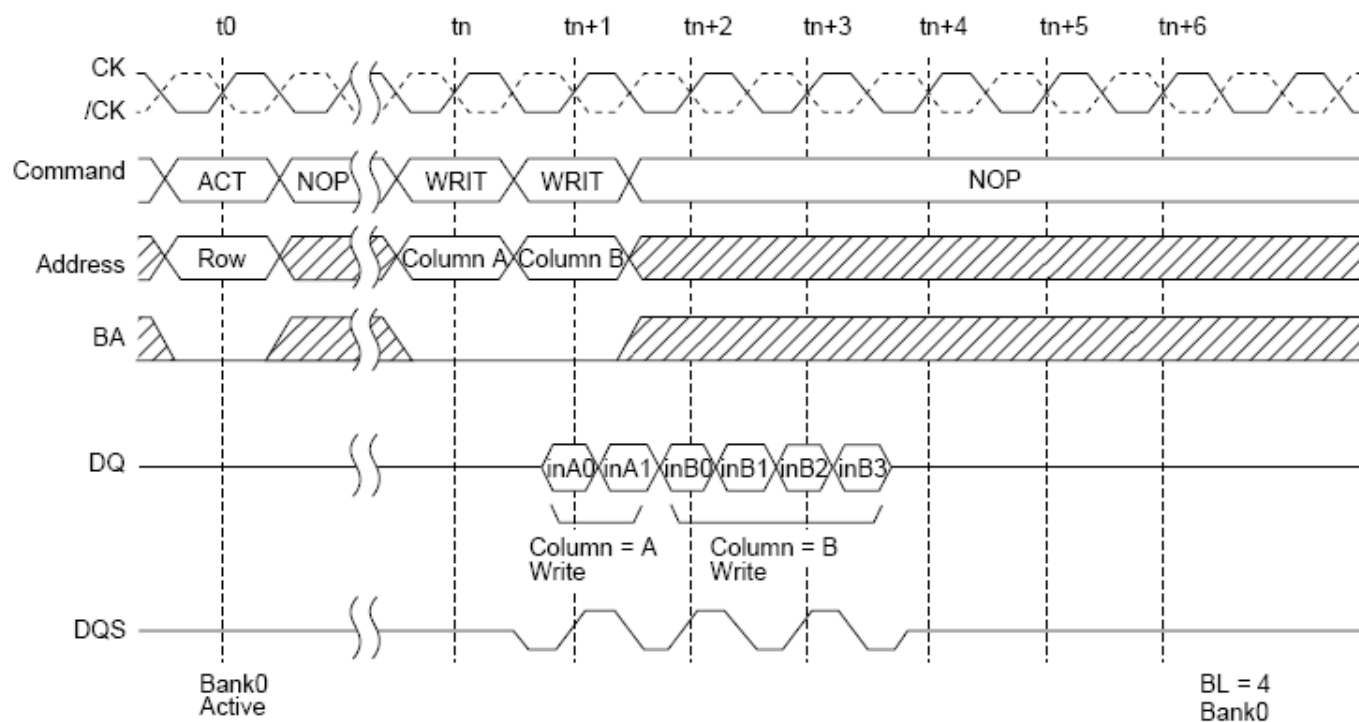 t0 tn tn+1 tn+2 tn+3 tn+4 tn+5 tn+6
CK
/CK
Command ACT NOP WRIT WRIT NOP
Address Row Column A Column B
BA
DQ inA0 inA1 inB0 inB1 inB2 inB3
Column = A Column = B
Write Write
DQS
Bank0 BL = 4
Active Bank0